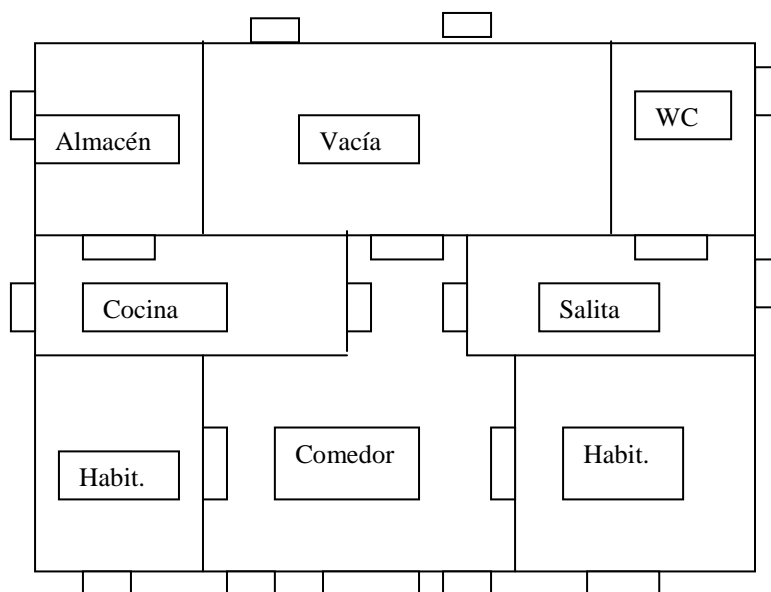 Almacén
Vacía
WC
Cocina
Salita
Habit.
Comedor
Habit.